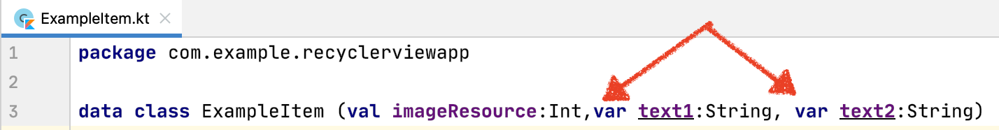 ExampleItem.kt
1 package com.example.recyclerviewapp
2
3 data class ExampleItem (val imageResource:Int,var text1:String, var text2:String)